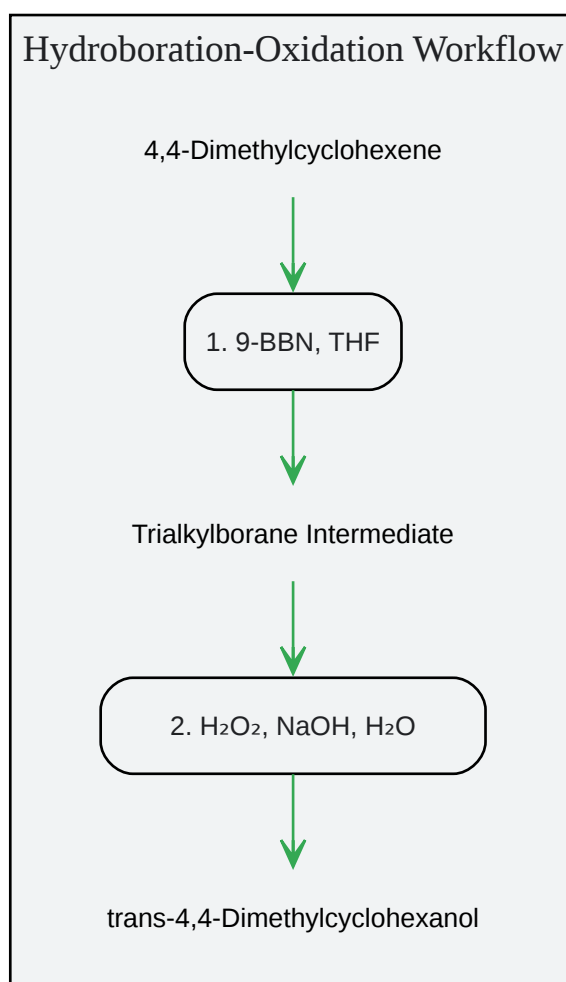 Hydroboration-Oxidation Workflow
4,4-Dimethylcyclohexene
1. 9-BBN, THF
Trialkylborane Intermediate
2. H₂O₂, NaOH, H₂O
trans-4,4-Dimethylcyclohexanol